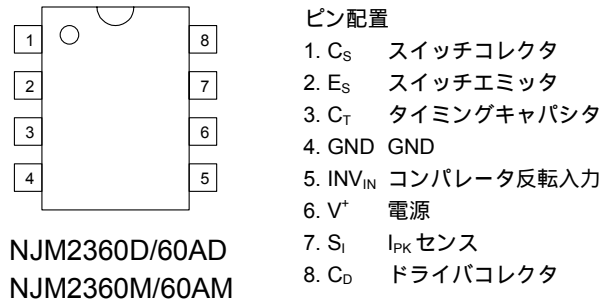 1
2
3
4
8
7
6
5
NJM2360D/60AD
NJM2360M/60AM
ピン配置
1. CS スイッチコレクタ
2. ES スイッチエミッタ
3. CT タイミングキャパシタ
4. GND GND
5. INVIN コンパレータ反転入力
6. V+ 電源
7. SI IPK センス
8. CD ドライバコレクタ